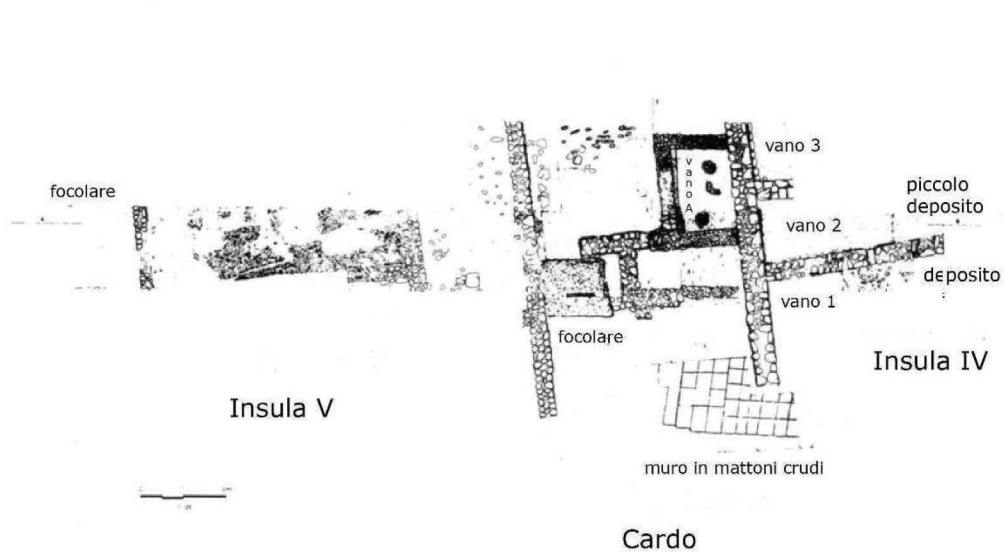 vano 3
focolare
vano A
piccolo
deposito
vano 2
deposito
vano 1
focolare
Insula IV
Insula V
muro in mattoni crudi
Cardo